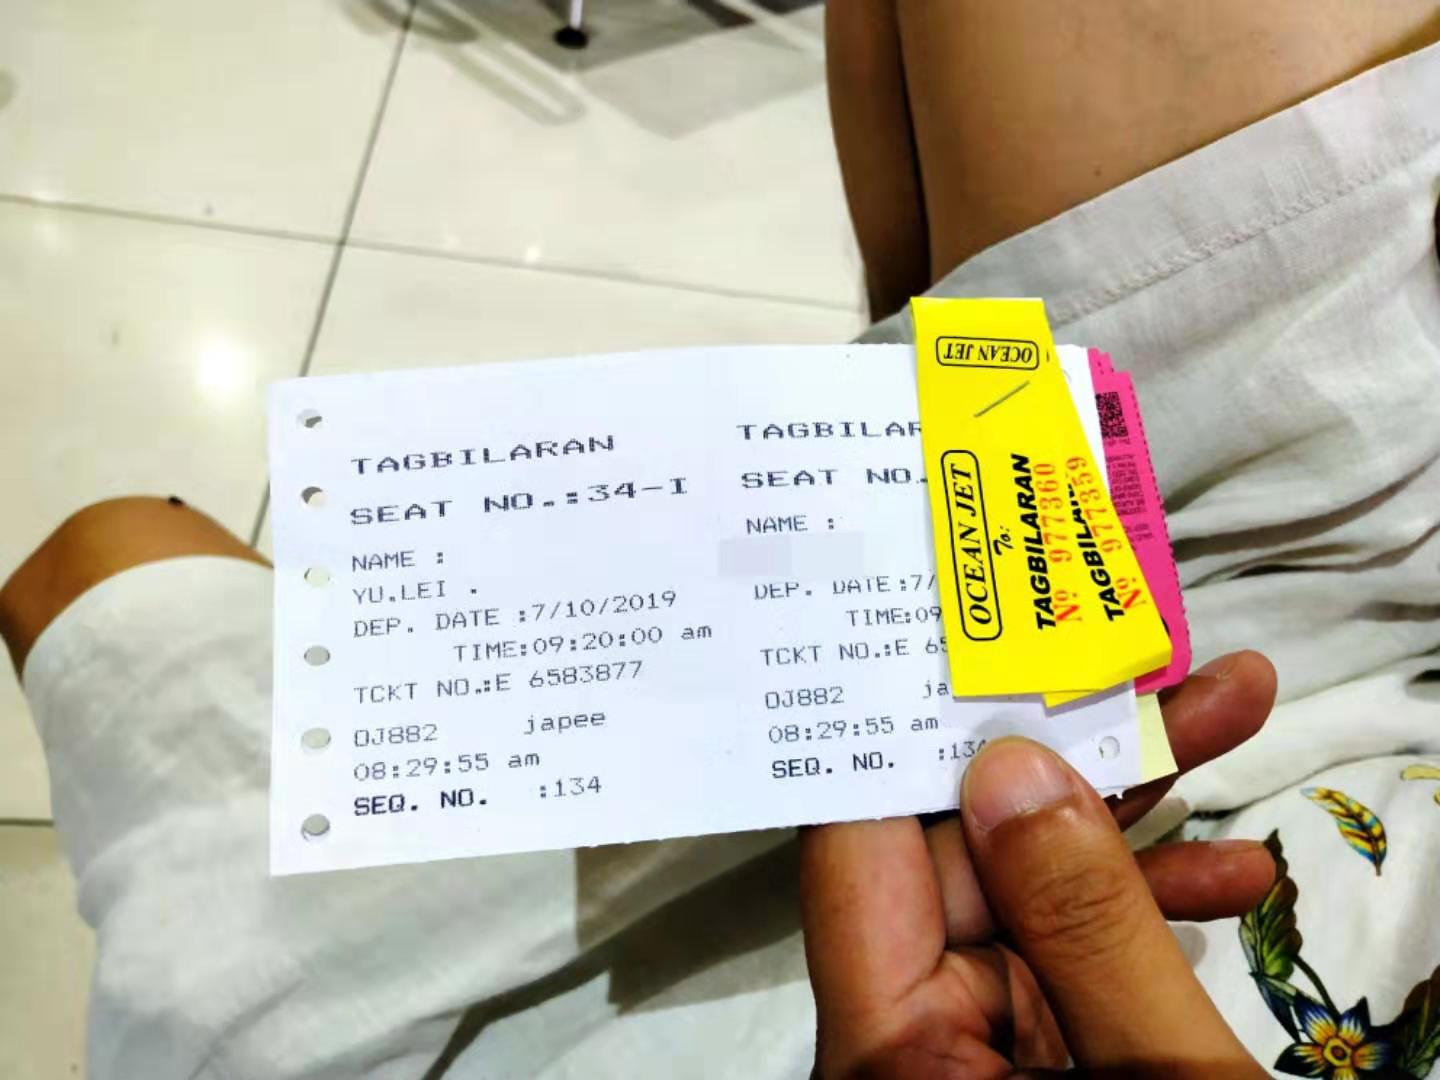 TAGBILARAN
SEAT NO.:34-I
NAME :
YU.LEI .
DEP. DATE :7/10/2019
TIME:09:20:00 am
TCKT NO.:E 6583877
OJ882 japee
08:29:55 am
SEQ. NO. :134
TAGBILAR
SEAT NO.
NAME :
DEP. DATE :7/
TIME:09
TCKT NO.:E 65
OJ882 ja
08:29:55 am
SEQ. NO. :134
OCEAN JET
OCEAN JET
To:
TAGBILARAN
Nº 977360
TAGBILARAN
Nº 977359